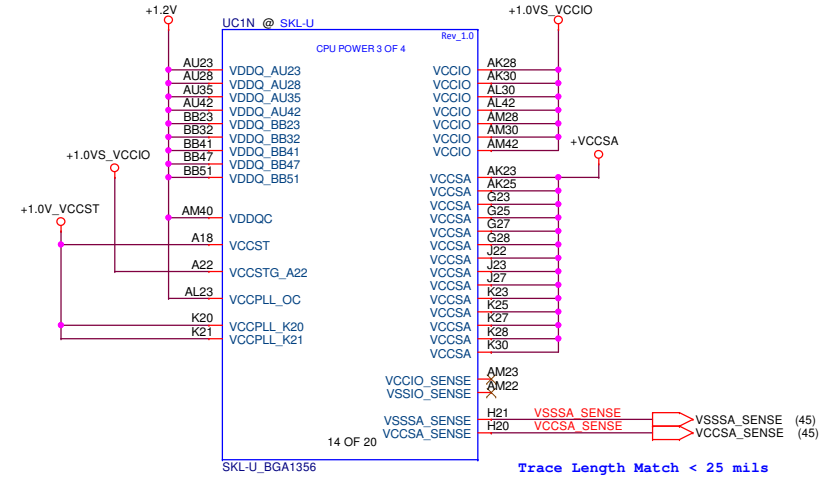 +1.2V
+1.0VS_VCCIO
UC1N @ SKL-U
Rev_1.0
CPU POWER 3 OF 4
AU23 VDDQ_AU23
AU28 VDDQ_AU28
AU35 VDDQ_AU35
AU42 VDDQ_AU42
BB23 VDDQ_BB23
BB32 VDDQ_BB32
BB41 VDDQ_BB41
BB47 VDDQ_BB47
BB51 VDDQ_BB51
+1.0VS_VCCIO
+1.0V_VCCST
AM40 VDDQC
A18 VCCST
A22 VCCSTG_A22
AL23 VCCPLL_OC
K20 VCCPLL_K20
K21 VCCPLL_K21
VCCIO AK28
VCCIO AK30
VCCIO AL30
VCCIO AL42
VCCIO AM28
VCCIO AM30
VCCIO AM42
+VCCSA
VCCSA AK23
VCCSA AK25
VCCSA G23
VCCSA G25
VCCSA G27
VCCSA G28
VCCSA J22
VCCSA J23
VCCSA J27
VCCSA K23
VCCSA K25
VCCSA K27
VCCSA K28
VCCSA K30
VCCIO_SENSE AM23
VSSIO_SENSE AM22
VSSSA_SENSE H21 VSSSA_SENSE VSSSA_SENSE (45)
VCCSA_SENSE H20 VCCSA_SENSE VCCSA_SENSE (45)
14 OF 20
SKL-U_BGA1356
Trace Length Match < 25 mils